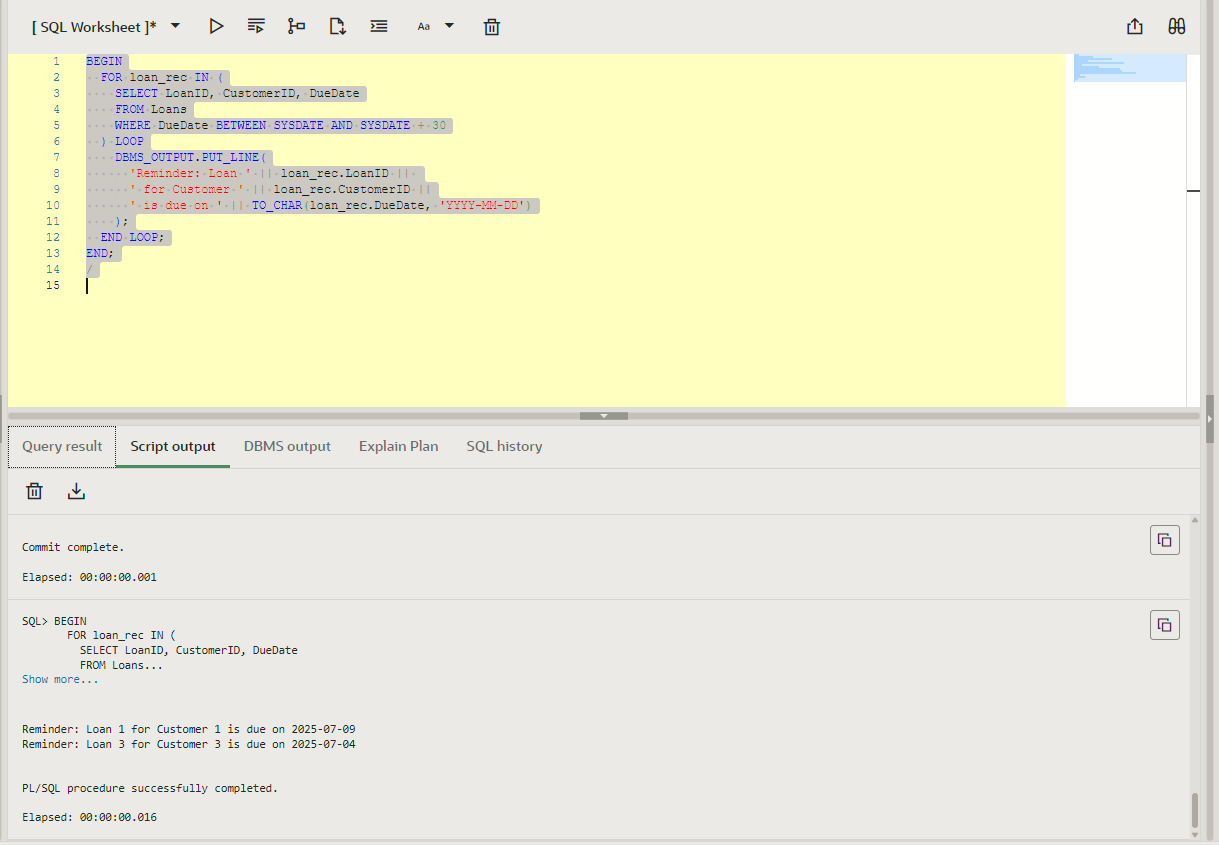 [ SQL Worksheet ]*
Aa
1 BEGIN
2   FOR loan_rec IN (
3     SELECT LoanID, CustomerID, DueDate
4     FROM Loans
5     WHERE DueDate BETWEEN SYSDATE AND SYSDATE + 30
6   ) LOOP
7     DBMS_OUTPUT.PUT_LINE(
8       'Reminder: Loan ' || loan_rec.LoanID ||
9       ' for Customer ' || loan_rec.CustomerID ||
10       ' is due on ' || TO_CHAR(loan_rec.DueDate, 'YYYY-MM-DD')
11     );
12   END LOOP;
13 END;
14 /
15
Query result Script output DBMS output Explain Plan SQL history
Commit complete.
Elapsed: 00:00:00.001
SQL> BEGIN
FOR loan_rec IN (
SELECT LoanID, CustomerID, DueDate
FROM Loans...
Show more...
Reminder: Loan 1 for Customer 1 is due on 2025-07-09
Reminder: Loan 3 for Customer 3 is due on 2025-07-04
PL/SQL procedure successfully completed.
Elapsed: 00:00:00.016